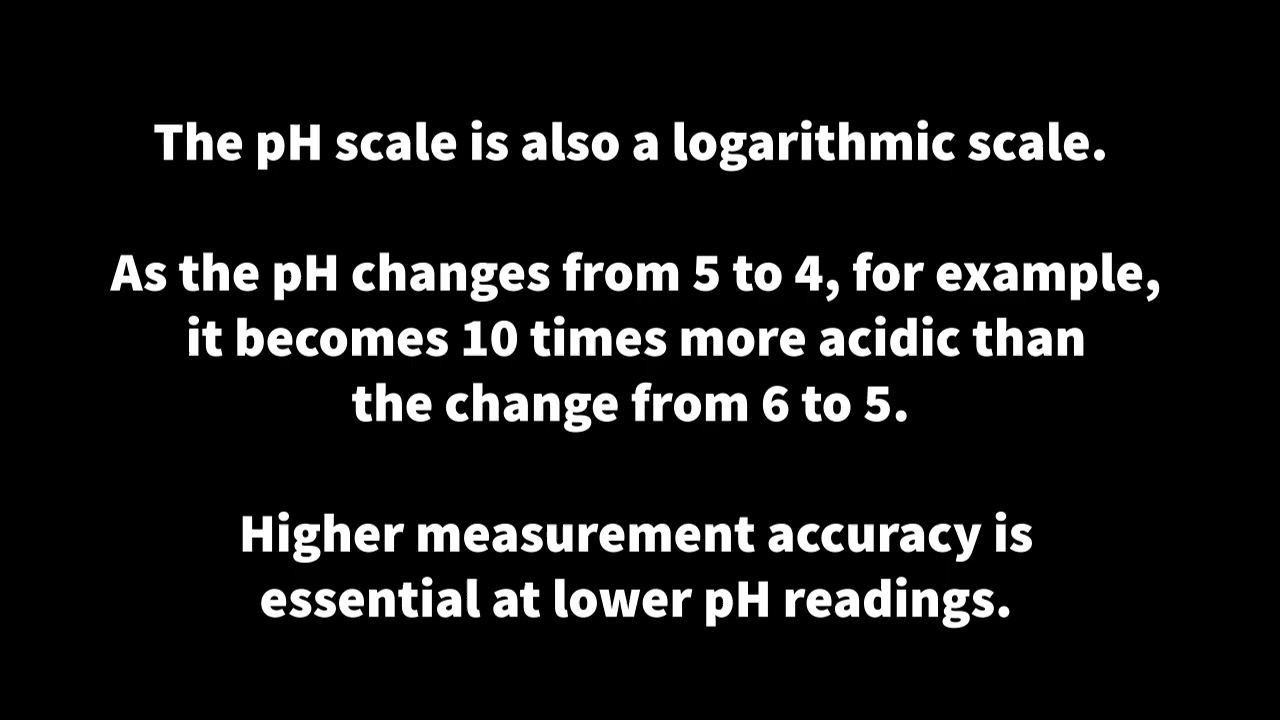 The pH scale is also a logarithmic scale.
As the pH changes from 5 to 4, for example,
it becomes 10 times more acidic than
the change from 6 to 5.
Higher measurement accuracy is
essential at lower pH readings.